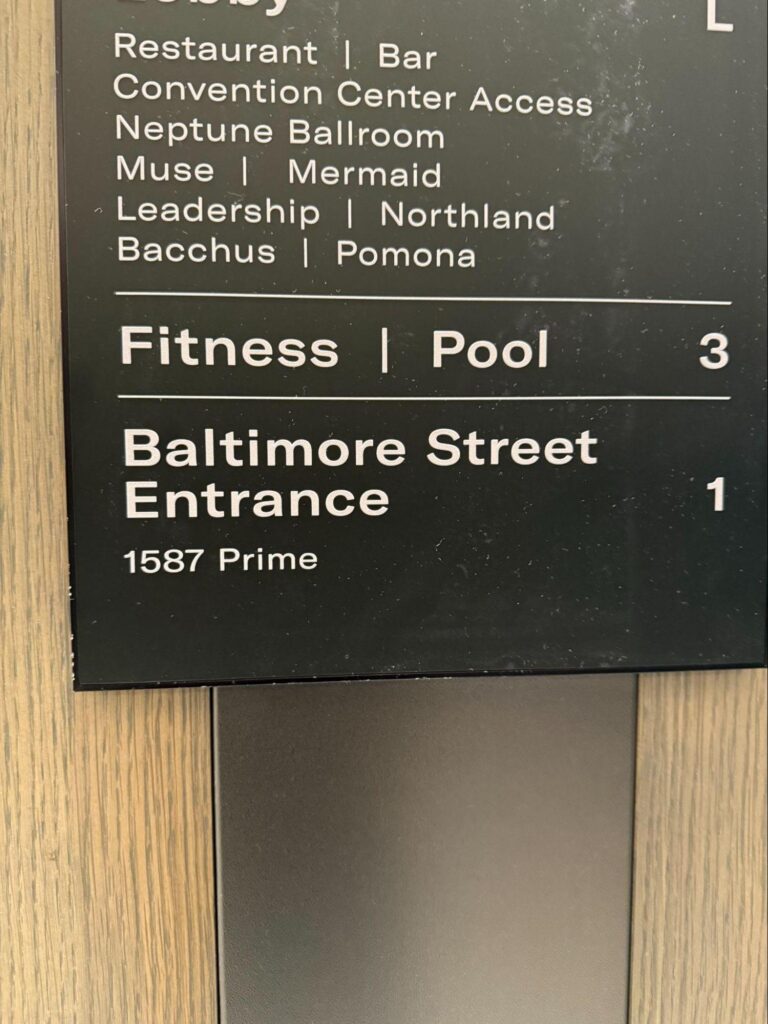 Lobby L
Restaurant | Bar
Convention Center Access
Neptune Ballroom
Muse | Mermaid
Leadership | Northland
Bacchus | Pomona
Fitness | Pool 3
Baltimore Street
Entrance 1
1587 Prime